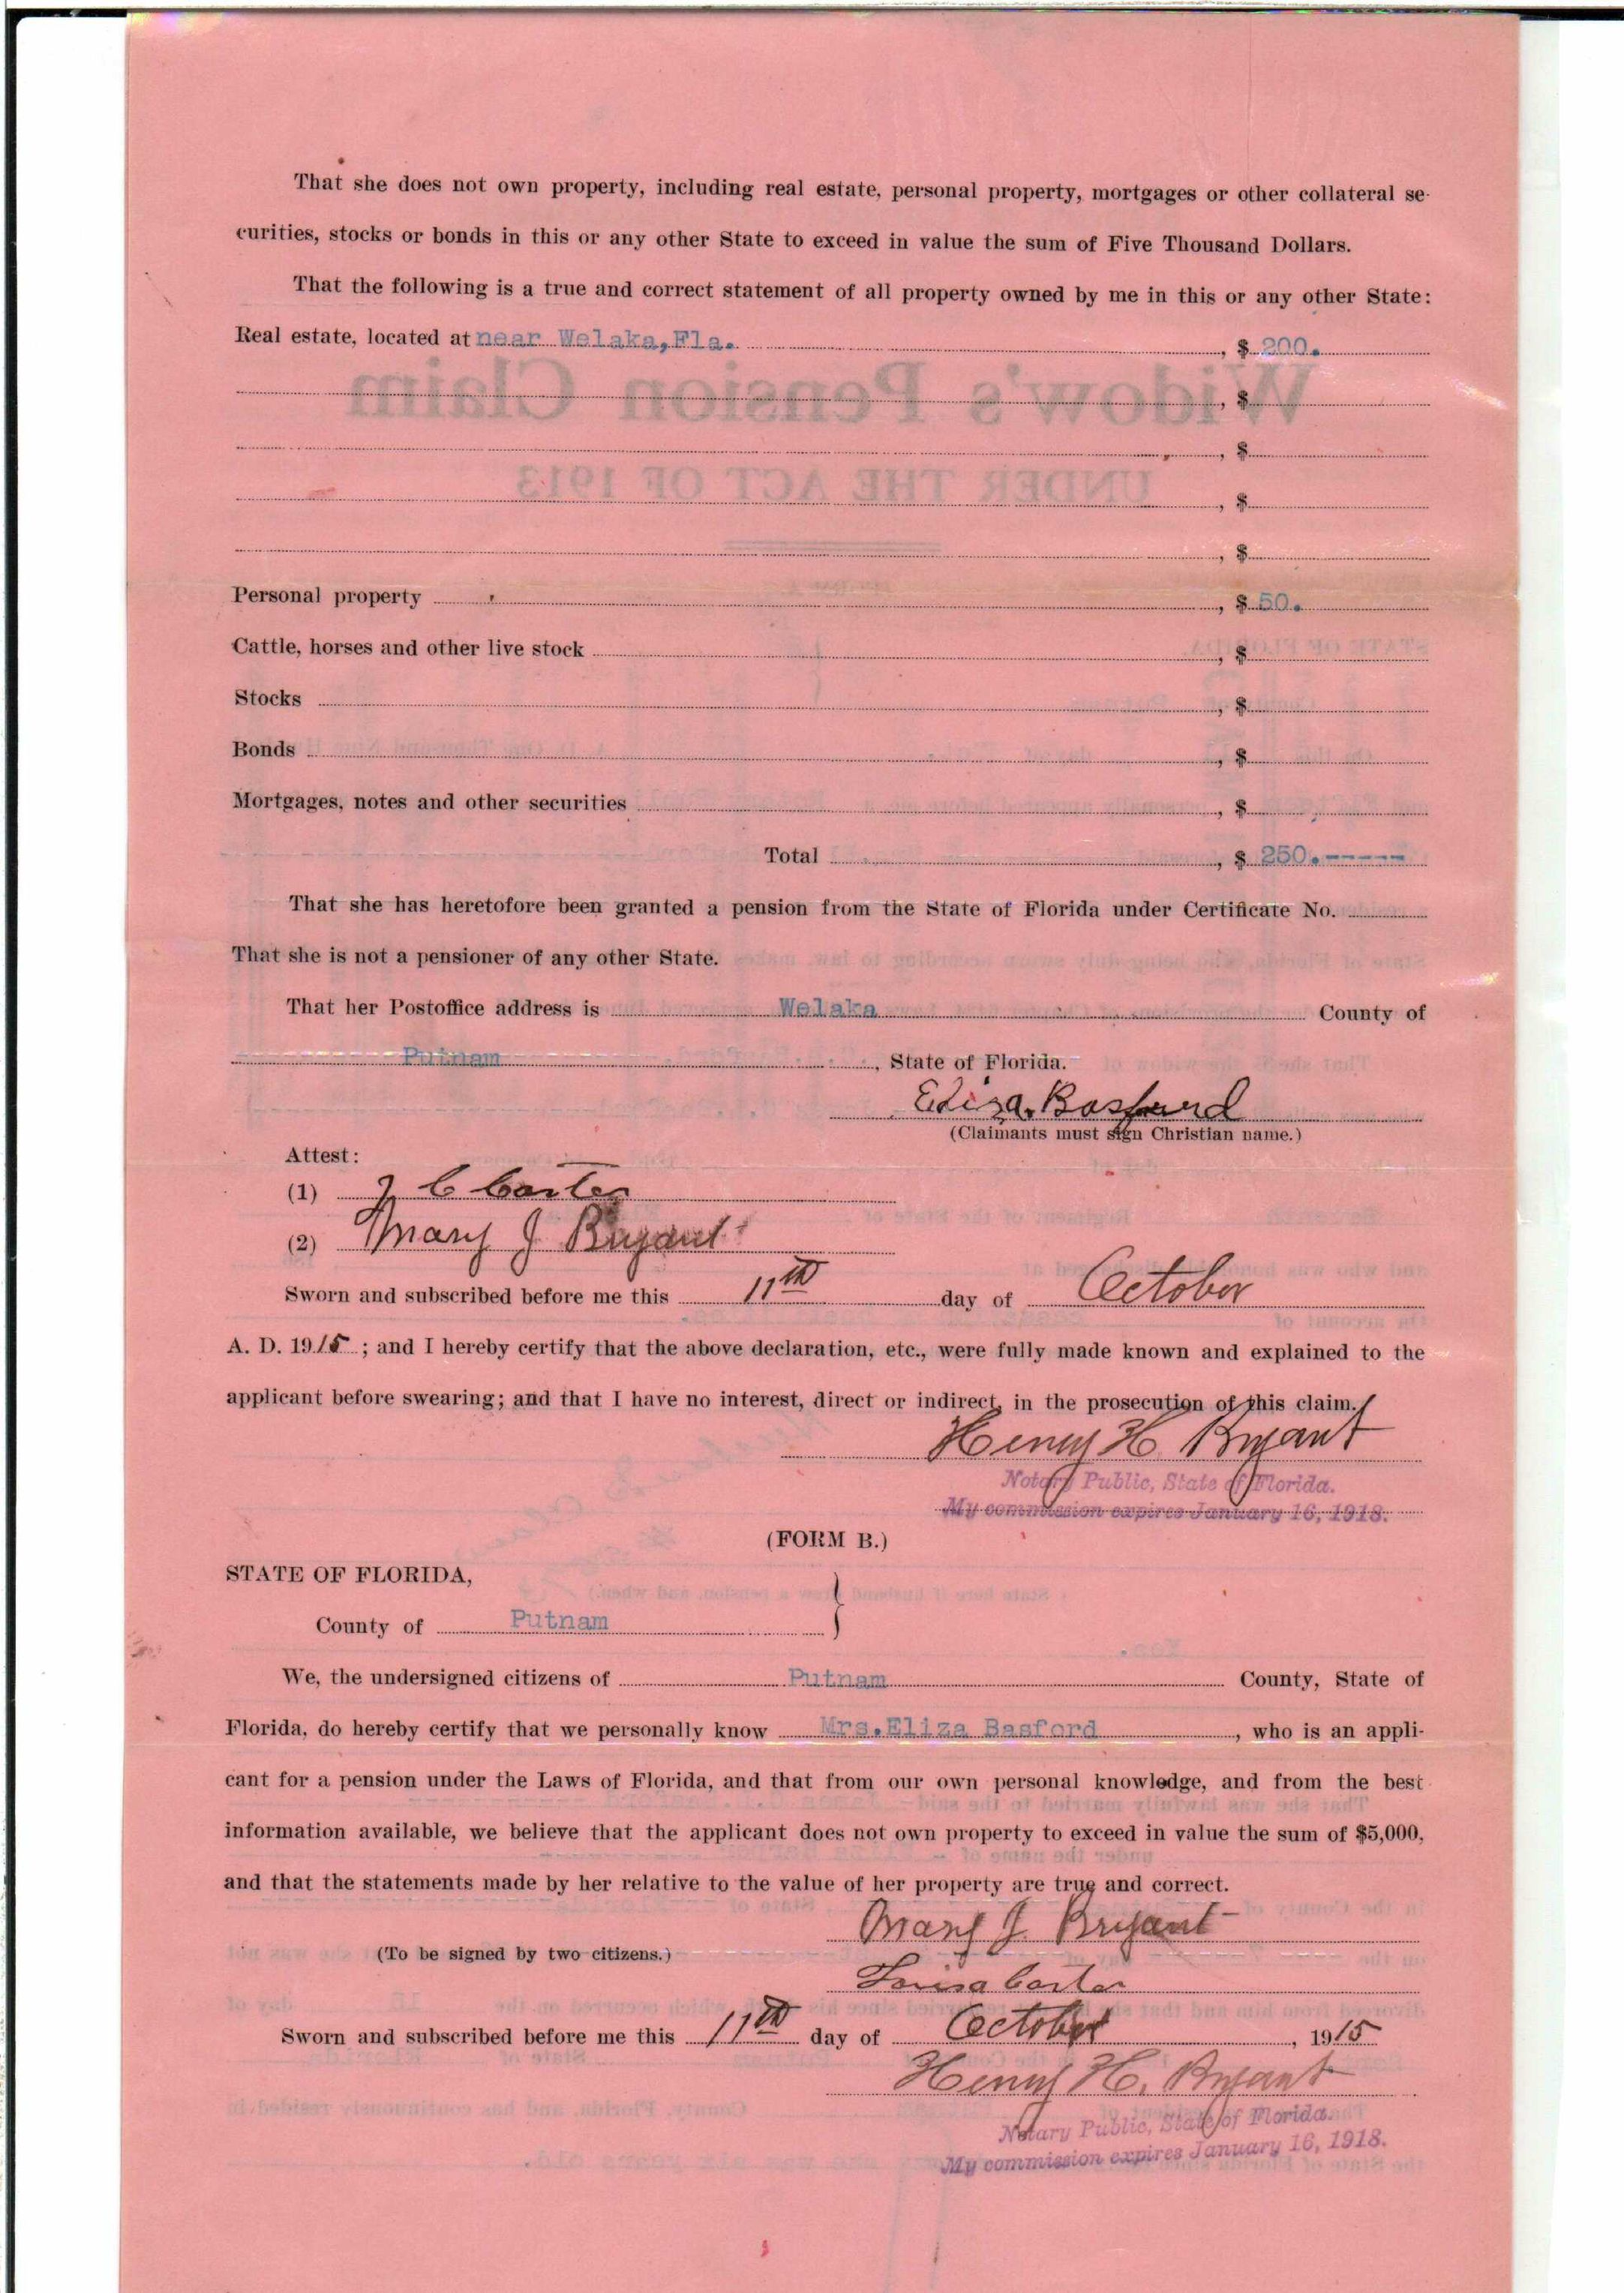 That she does not own property, including real estate, personal property, mortgages or other collateral se-
curities, stocks or bonds in this or any other State to exceed in value the sum of Five Thousand Dollars.
That the following is a true and correct statement of all property owned by me in this or any other State:
Real estate, located at near Welaka, Fla. , $ 200.
Widow's Pension Claim
, $
, $
UNDER THE ACT OF 1913
, $
, $
Personal property , $ 50.
Cattle, horses and other live stock , $
Stocks , $
Bonds , $
Mortgages, notes and other securities , $
Total , $ 250.-----
That she has heretofore been granted a pension from the State of Florida under Certificate No.
That she is not a pensioner of any other State.
That her Postoffice address is Welaka County of
Putnam , State of Florida.
Eliza Basford
(Claimants must sign Christian name.)
Attest:
(1) J C Carter
(2) Mary J Bryant
Sworn and subscribed before me this 11th day of October
A. D. 1915 ; and I hereby certify that the above declaration, etc., were fully made known and explained to the
applicant before swearing; and that I have no interest, direct or indirect, in the prosecution of this claim.
Henry H. Bryant
Notary Public, State of Florida.
My commission expires January 16, 1918.
(FORM B.)
STATE OF FLORIDA,
County of Putnam }
We, the undersigned citizens of Putnam County, State of
Florida, do hereby certify that we personally know Mrs.Eliza Basford , who is an appli-
cant for a pension under the Laws of Florida, and that from our own personal knowledge, and from the best
information available, we believe that the applicant does not own property to exceed in value the sum of $5,000,
and that the statements made by her relative to the value of her property are true and correct.
Mary J. Bryant
(To be signed by two citizens.)
Louisa Carter
Sworn and subscribed before me this 11th day of October , 1915
Henry H. Bryant
Notary Public, State of Florida.
My commission expires January 16, 1918.